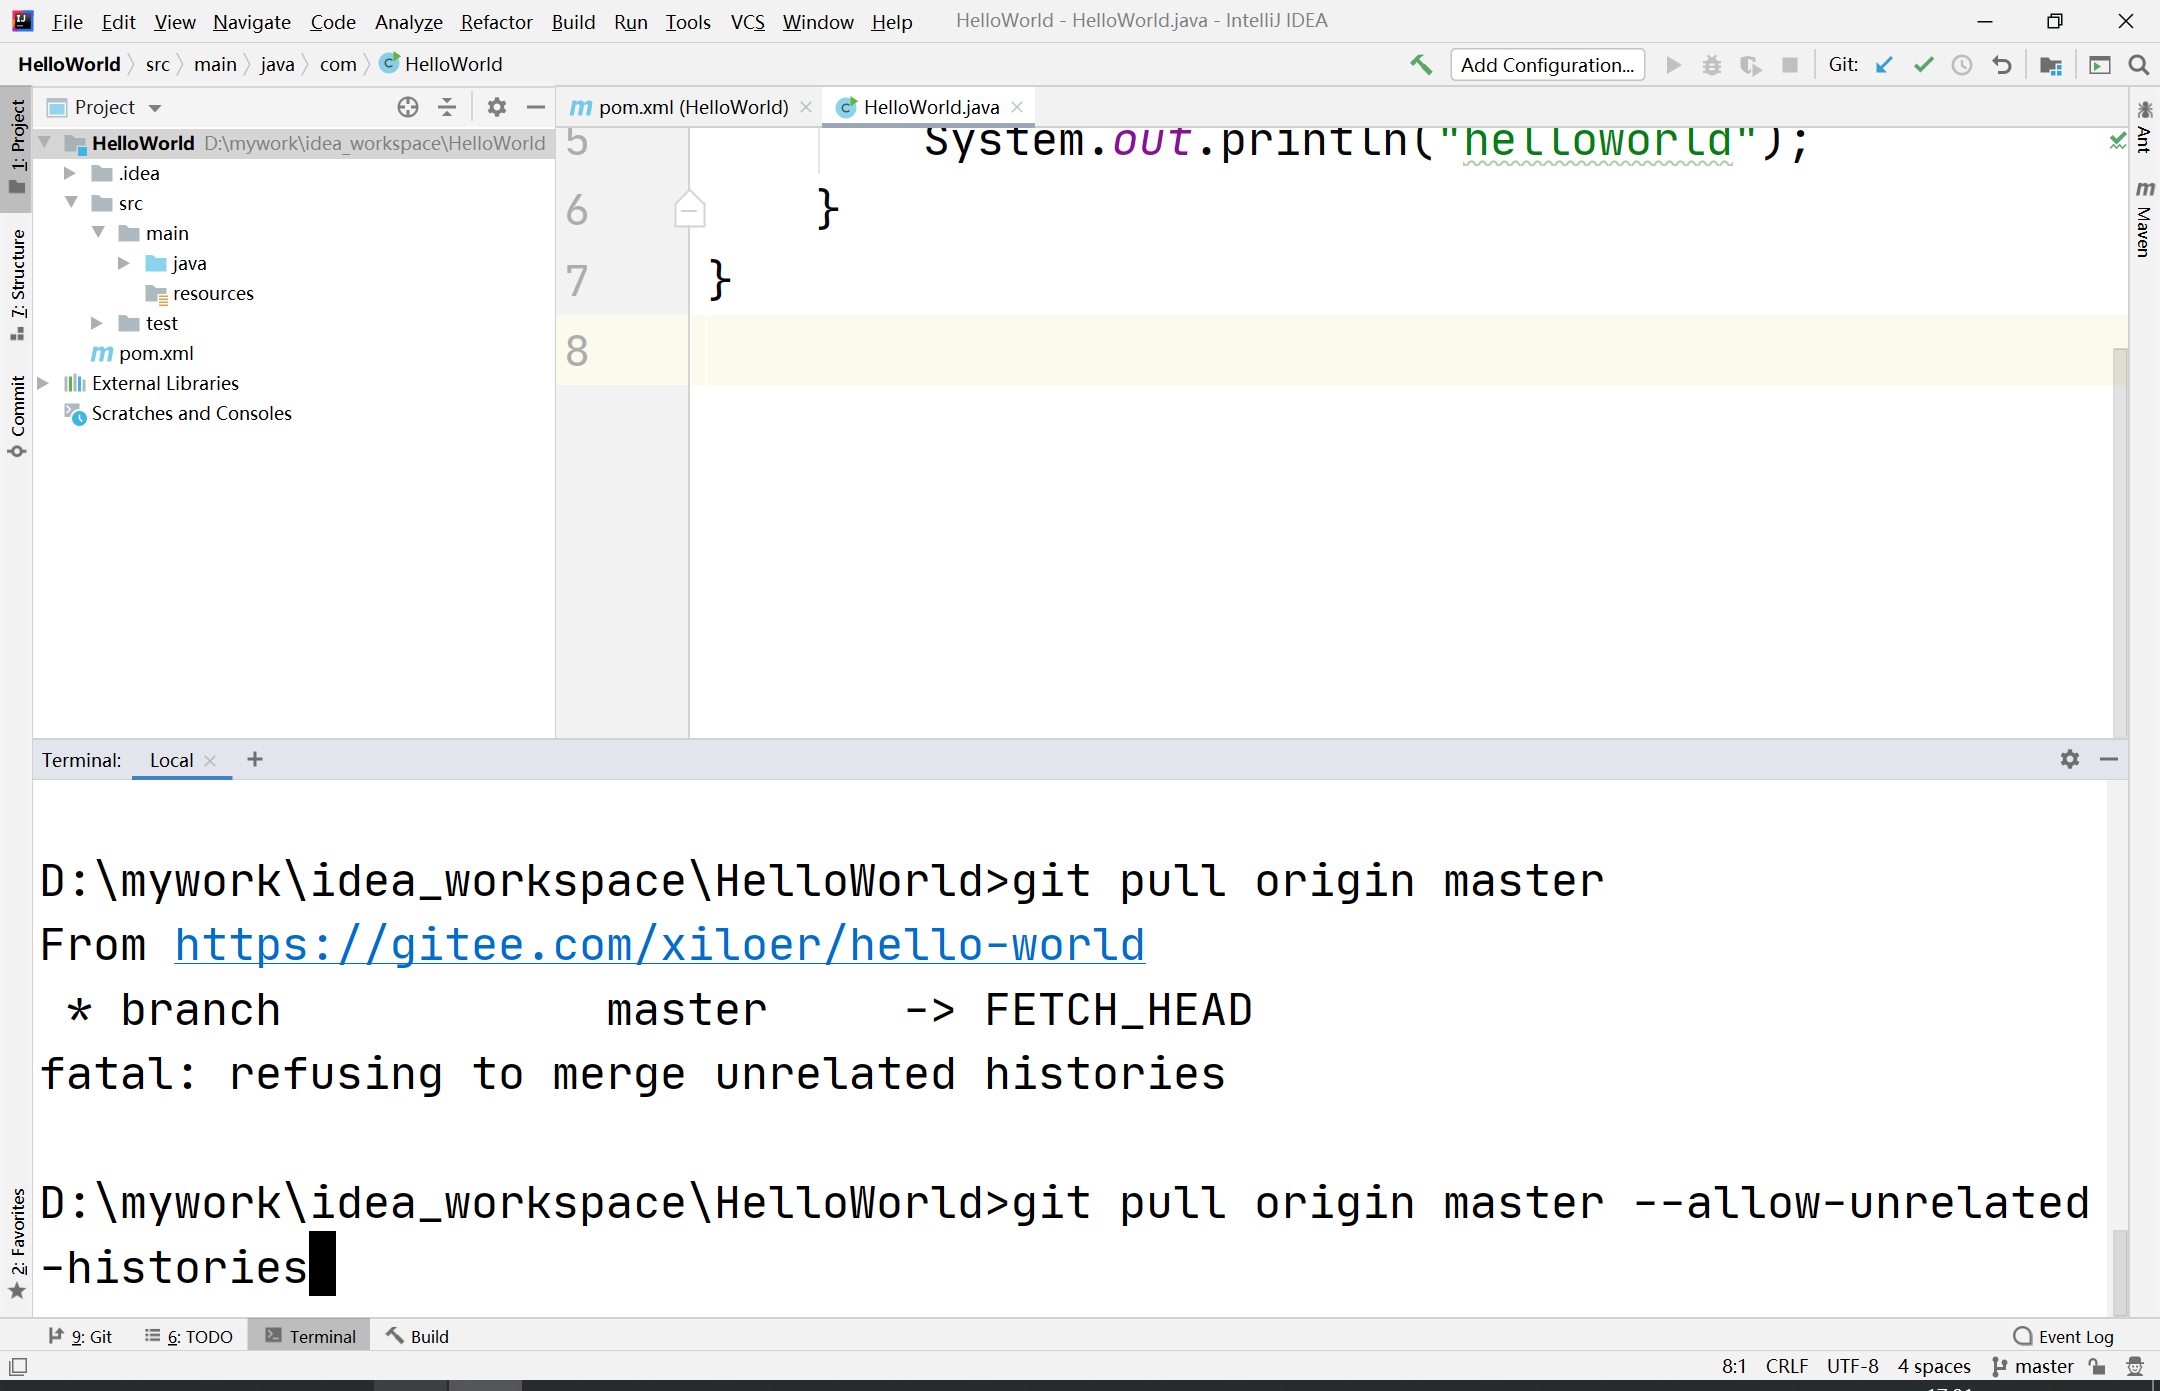 File Edit View Navigate Code Analyze Refactor Build Run Tools VCS Window Help HelloWorld - HelloWorld.java - IntelliJ IDEA
HelloWorld src main java com HelloWorld Add Configuration... Git:
Project
pom.xml (HelloWorld) HelloWorld.java
HelloWorld D:\mywork\idea_workspace\HelloWorld
.idea
src
main
java
resources
test
pom.xml
External Libraries
Scratches and Consoles
1: Project
7: Structure
Commit
2: Favorites
5 System.out.println("helloworld");
6 }
7 }
8
Ant
Maven
Terminal: Local
D:\mywork\idea_workspace\HelloWorld>git pull origin master
From https://gitee.com/xiloer/hello-world
* branch master -> FETCH_HEAD
fatal: refusing to merge unrelated histories
D:\mywork\idea_workspace\HelloWorld>git pull origin master --allow-unrelated
-histories
9: Git 6: TODO Terminal Build Event Log
8:1 CRLF UTF-8 4 spaces master